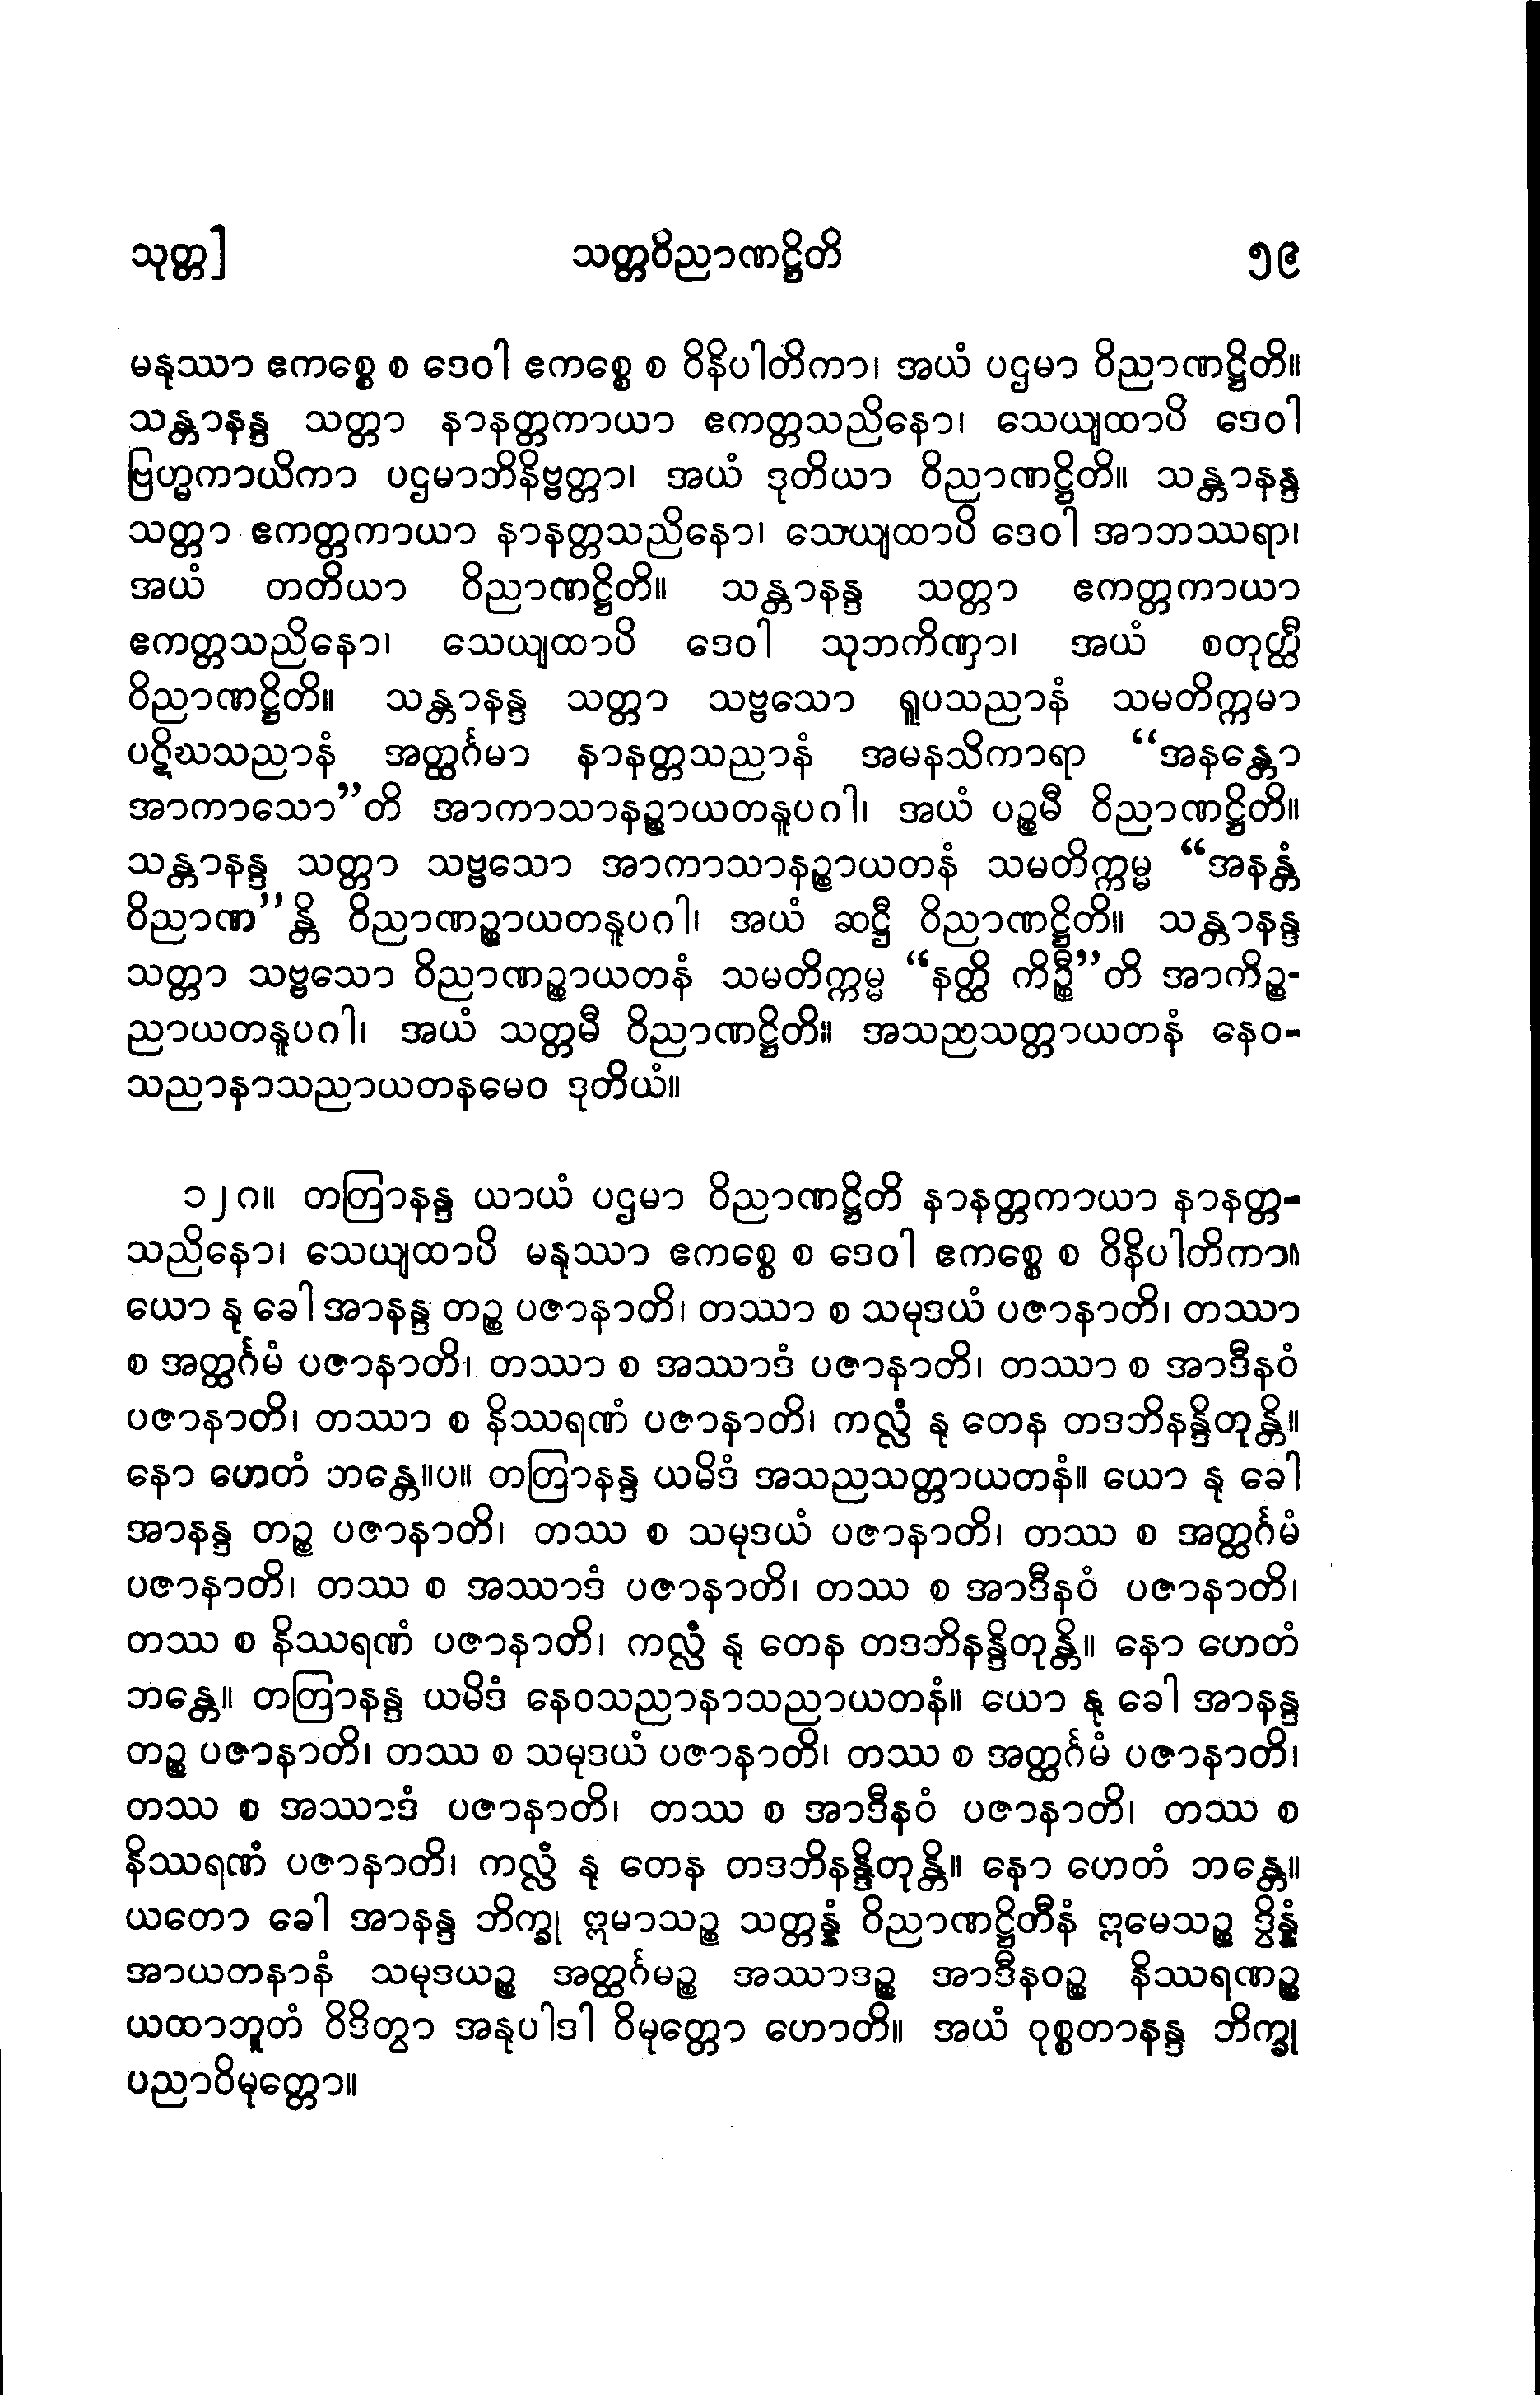 သုတ္တ]
သတ္တဝိညာဏဋ္ဌိတိ
၅၉
မနုဿာ ဧကစ္စေ စ ဒေဝါ ဧကစ္စေ စ ဝိနိပါတိကာ၊ အယံ ပဌမာ ဝိညာဏဋ္ဌိတိ။
သန္တာနန္ဒ သတ္တာ နာနတ္တကာယာ ဧကတ္တသညိနော၊ သေယျထာပိ ဒေဝါ
ဗြဟ္မကာယိကာ ပဌမာဘိနိဗ္ဗတ္တာ၊ အယံ ဒုတိယာ ဝိညာဏဋ္ဌိတိ။ သန္တာနန္ဒ
သတ္တာ ဧကတ္တကာယာ နာနတ္တသညိနော၊ သေယျထာပိ ဒေဝါ အာဘဿရာ၊
အယံ တတိယာ ဝိညာဏဋ္ဌိတိ။ သန္တာနန္ဒ သတ္တာ ဧကတ္တကာယာ
ဧကတ္တသညိနော၊ သေယျထာပိ ဒေဝါ သုဘကိဏှာ၊ အယံ စတုတ္ထီ
ဝိညာဏဋ္ဌိတိ။ သန္တာနန္ဒ သတ္တာ သဗ္ဗသော ရူပသညာနံ သမတိက္ကမာ
ပဋိဃသညာနံ အတ္ထင်္ဂမာ နာနတ္တသညာနံ အမနသိကာရာ “အနန္တော
အာကာသော”တိ အာကာသာနဉ္စာယတနူပဂါ၊ အယံ ပဉ္စမီ ဝိညာဏဋ္ဌိတိ။
သန္တာနန္ဒ သတ္တာ သဗ္ဗသော အာကာသာနဉ္စာယတနံ သမတိက္ကမ္မ “အနန္တံ
ဝိညာဏ”န္တိ ဝိညာဏဉ္စာယတနူပဂါ၊ အယံ ဆဋ္ဌီ ဝိညာဏဋ္ဌိတိ။ သန္တာနန္ဒ
သတ္တာ သဗ္ဗသော ဝိညာဏဉ္စာယတနံ သမတိက္ကမ္မ “နတ္ထိ ကိဉ္စီ”တိ အာကိဉ္စ-
ညာယတနူပဂါ၊ အယံ သတ္တမီ ဝိညာဏဋ္ဌိတိ။ အသညသတ္တာယတနံ နေဝ-
သညာနာသညာယတနမေဝ ဒုတိယံ။
၁၂၈။ တတြာနန္ဒ ယာယံ ပဌမာ ဝိညာဏဋ္ဌိတိ နာနတ္တကာယာ နာနတ္တ-
သညိနော၊ သေယျထာပိ မနုဿာ ဧကစ္စေ စ ဒေဝါ ဧကစ္စေ စ ဝိနိပါတိကာ။
ယော နု ခေါ အာနန္ဒ တဉ္စ ပဇာနာတိ၊ တဿာ စ သမုဒယံ ပဇာနာတိ၊ တဿာ
စ အတ္ထင်္ဂမံ ပဇာနာတိ၊ တဿာ စ အဿာဒံ ပဇာနာတိ၊ တဿာ စ အာဒီနဝံ
ပဇာနာတိ၊ တဿာ စ နိဿရဏံ ပဇာနာတိ၊ ကလ္လံ နု တေန တဒဘိနန္ဒိတုန္တိ။
နော ဟေတံ ဘန္တေ။ပ။ တတြာနန္ဒ ယမိဒံ အသညသတ္တာယတနံ။ ယော နု ခေါ
အာနန္ဒ တဉ္စ ပဇာနာတိ၊ တဿ စ သမုဒယံ ပဇာနာတိ၊ တဿ စ အတ္ထင်္ဂမံ
ပဇာနာတိ၊ တဿ စ အဿာဒံ ပဇာနာတိ၊ တဿ စ အာဒီနဝံ ပဇာနာတိ၊
တဿ စ နိဿရဏံ ပဇာနာတိ၊ ကလ္လံ နု တေန တဒဘိနန္ဒိတုန္တိ။ နော ဟေတံ
ဘန္တေ။ တတြာနန္ဒ ယမိဒံ နေဝသညာနာသညာယတနံ။ ယော နု ခေါ အာနန္ဒ
တဉ္စ ပဇာနာတိ၊ တဿ စ သမုဒယံ ပဇာနာတိ၊ တဿ စ အတ္ထင်္ဂမံ ပဇာနာတိ၊
တဿ စ အဿာဒံ ပဇာနာတိ၊ တဿ စ အာဒီနဝံ ပဇာနာတိ၊ တဿ စ
နိဿရဏံ ပဇာနာတိ၊ ကလ္လံ နု တေန တဒဘိနန္ဒိတုန္တိ။ နော ဟေတံ ဘန္တေ။
ယတော ခေါ အာနန္ဒ ဘိက္ခု ဣမာသဉ္စ သတ္တန္နံ ဝိညာဏဋ္ဌိတီနံ ဣမေသဉ္စ ဒွိန္နံ
အာယတနာနံ သမုဒယဉ္စ အတ္ထင်္ဂမဉ္စ အဿာဒဉ္စ အာဒီနဝဉ္စ နိဿရဏဉ္စ
ယထာဘူတံ ဝိဒိတွာ အနုပါဒါ ဝိမုတ္တော ဟောတိ။ အယံ ဝုစ္စတာနန္ဒ ဘိက္ခု
ပညာဝိမုတ္တော။